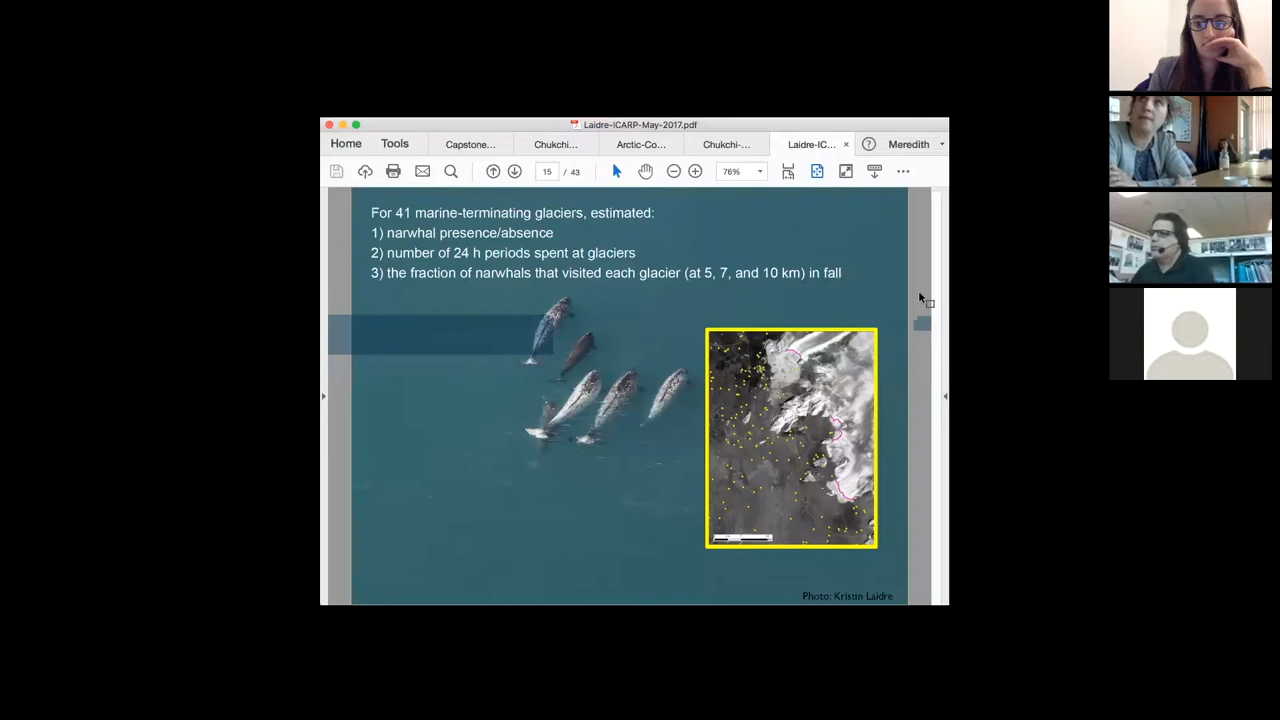 Laidre-ICARP-May-2017.pdf
Home Tools Capstone... Chukchi... Arctic-Co... Chukchi-... Laidre-IC... × ? Meredith
15 / 43 76%
For 41 marine-terminating glaciers, estimated:
1) narwhal presence/absence
2) number of 24 h periods spent at glaciers
3) the fraction of narwhals that visited each glacier (at 5, 7, and 10 km) in fall
Photo: Kristin Laidre